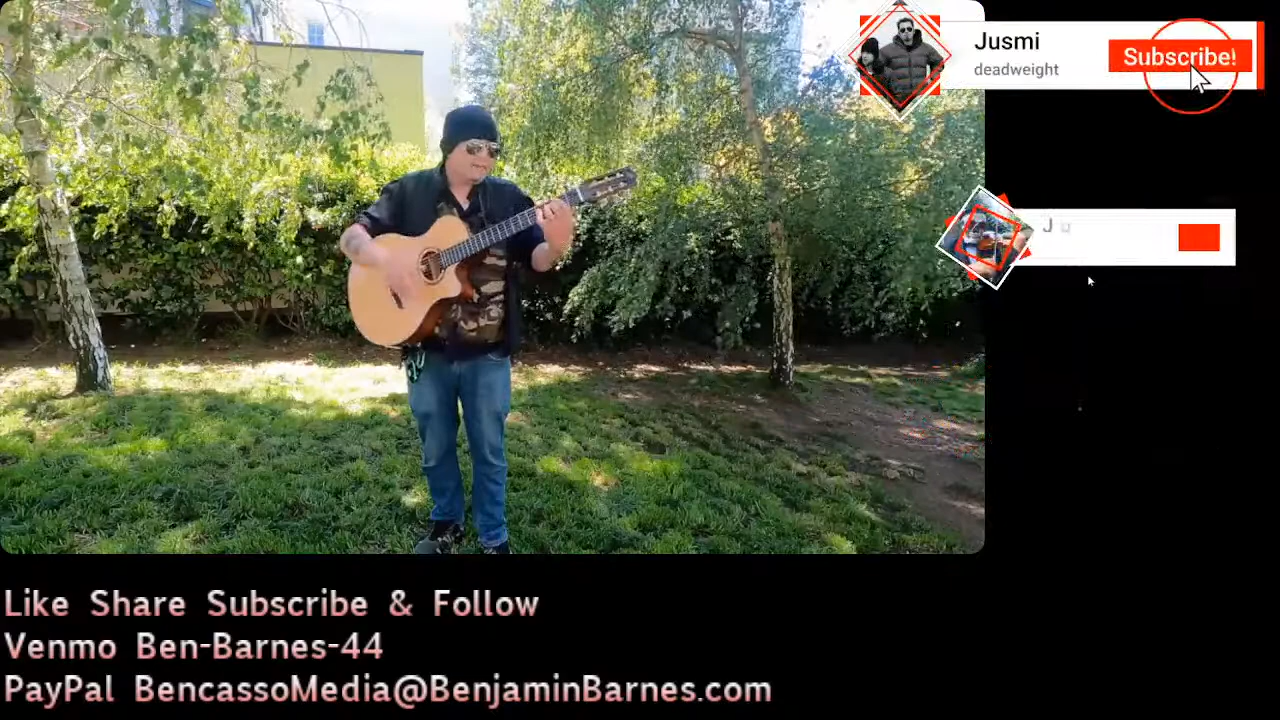 Jusmi
deadweight
Subscribe!
J
Like Share Subscribe & Follow
Venmo Ben-Barnes-44
PayPal BencassoMedia@BenjaminBarnes.com